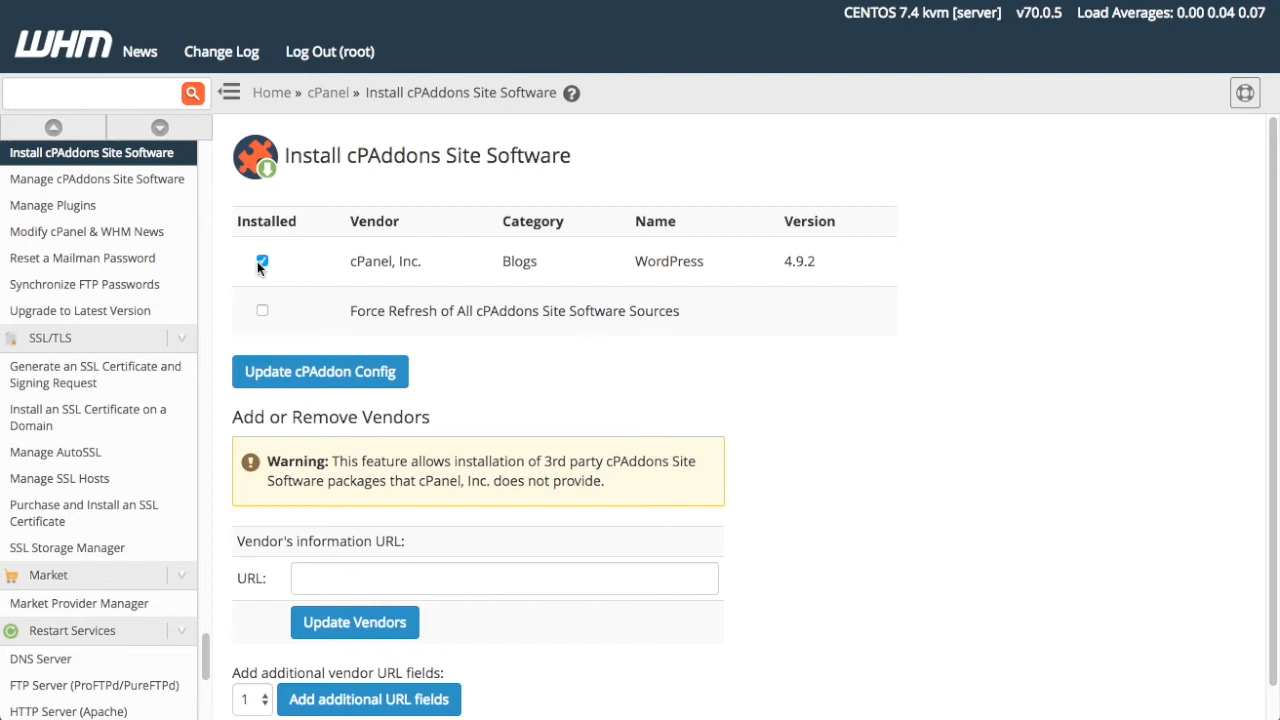 CENTOS 7.4 kvm [server] v70.0.5 Load Averages: 0.00 0.04 0.07
WHM News Change Log Log Out (root)
Home » cPanel » Install cPAddons Site Software ?
Install cPAddons Site Software
Manage cPAddons Site Software
Manage Plugins
Modify cPanel & WHM News
Reset a Mailman Password
Synchronize FTP Passwords
Upgrade to Latest Version
SSL/TLS
Generate an SSL Certificate and
Signing Request
Install an SSL Certificate on a
Domain
Manage AutoSSL
Manage SSL Hosts
Purchase and Install an SSL
Certificate
SSL Storage Manager
Market
Market Provider Manager
Restart Services
DNS Server
FTP Server (ProFTPd/PureFTPd)
HTTP Server (Apache)
Install cPAddons Site Software
Installed Vendor Category Name Version
cPanel, Inc. Blogs WordPress 4.9.2
Force Refresh of All cPAddons Site Software Sources
Update cPAddon Config
Add or Remove Vendors
Warning: This feature allows installation of 3rd party cPAddons Site
Software packages that cPanel, Inc. does not provide.
Vendor's information URL:
URL:
Update Vendors
Add additional vendor URL fields:
1 Add additional URL fields